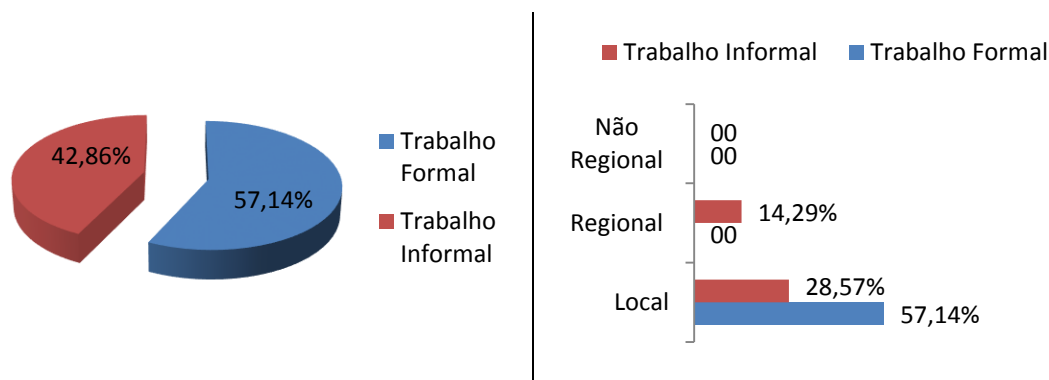 42,86%
57,14%
Trabalho
Formal
Trabalho
Informal
Trabalho Informal
Trabalho Formal
Não
Regional
00
00
Regional
14,29%
00
Local
28,57%
57,14%